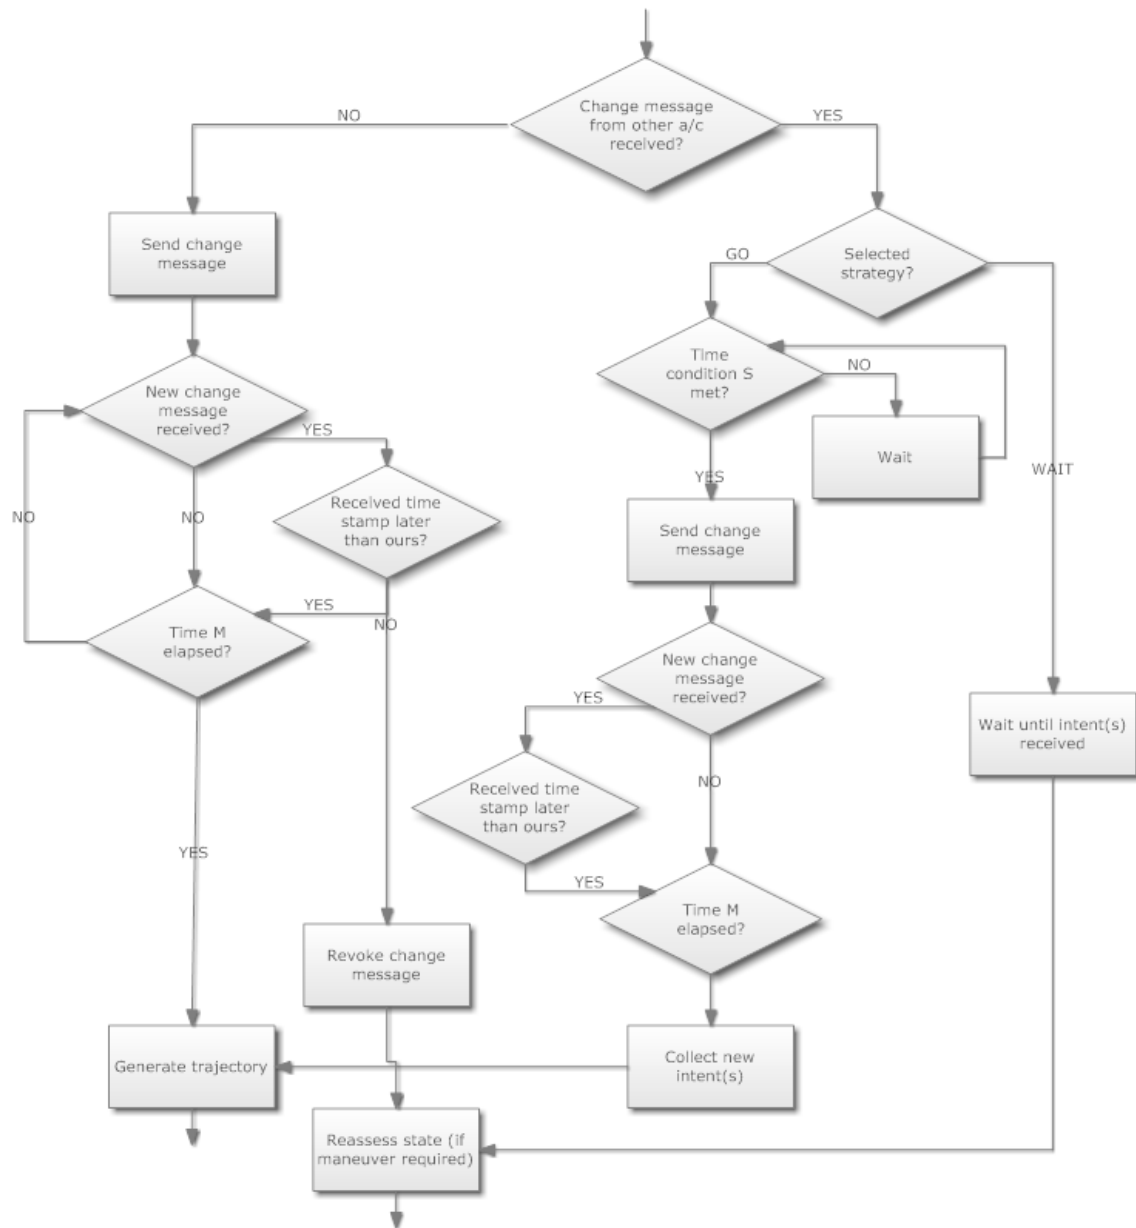 Change message
from other a/c
received?
NO
YES
Send change
message
Selected
strategy?
GO
Time
condition S
met?
NO
New change
message
received?
YES
Wait
WAIT
YES
Received time
stamp later
than ours?
NO
NO
Send change
message
YES
NO
Time M
elapsed?
New change
message
received?
YES
Wait until intent(s)
received
NO
Received time
stamp later
than ours?
YES
YES
Time M
elapsed?
Revoke change
message
Generate trajectory
Collect new
intent(s)
Reassess state (if
maneuver required)